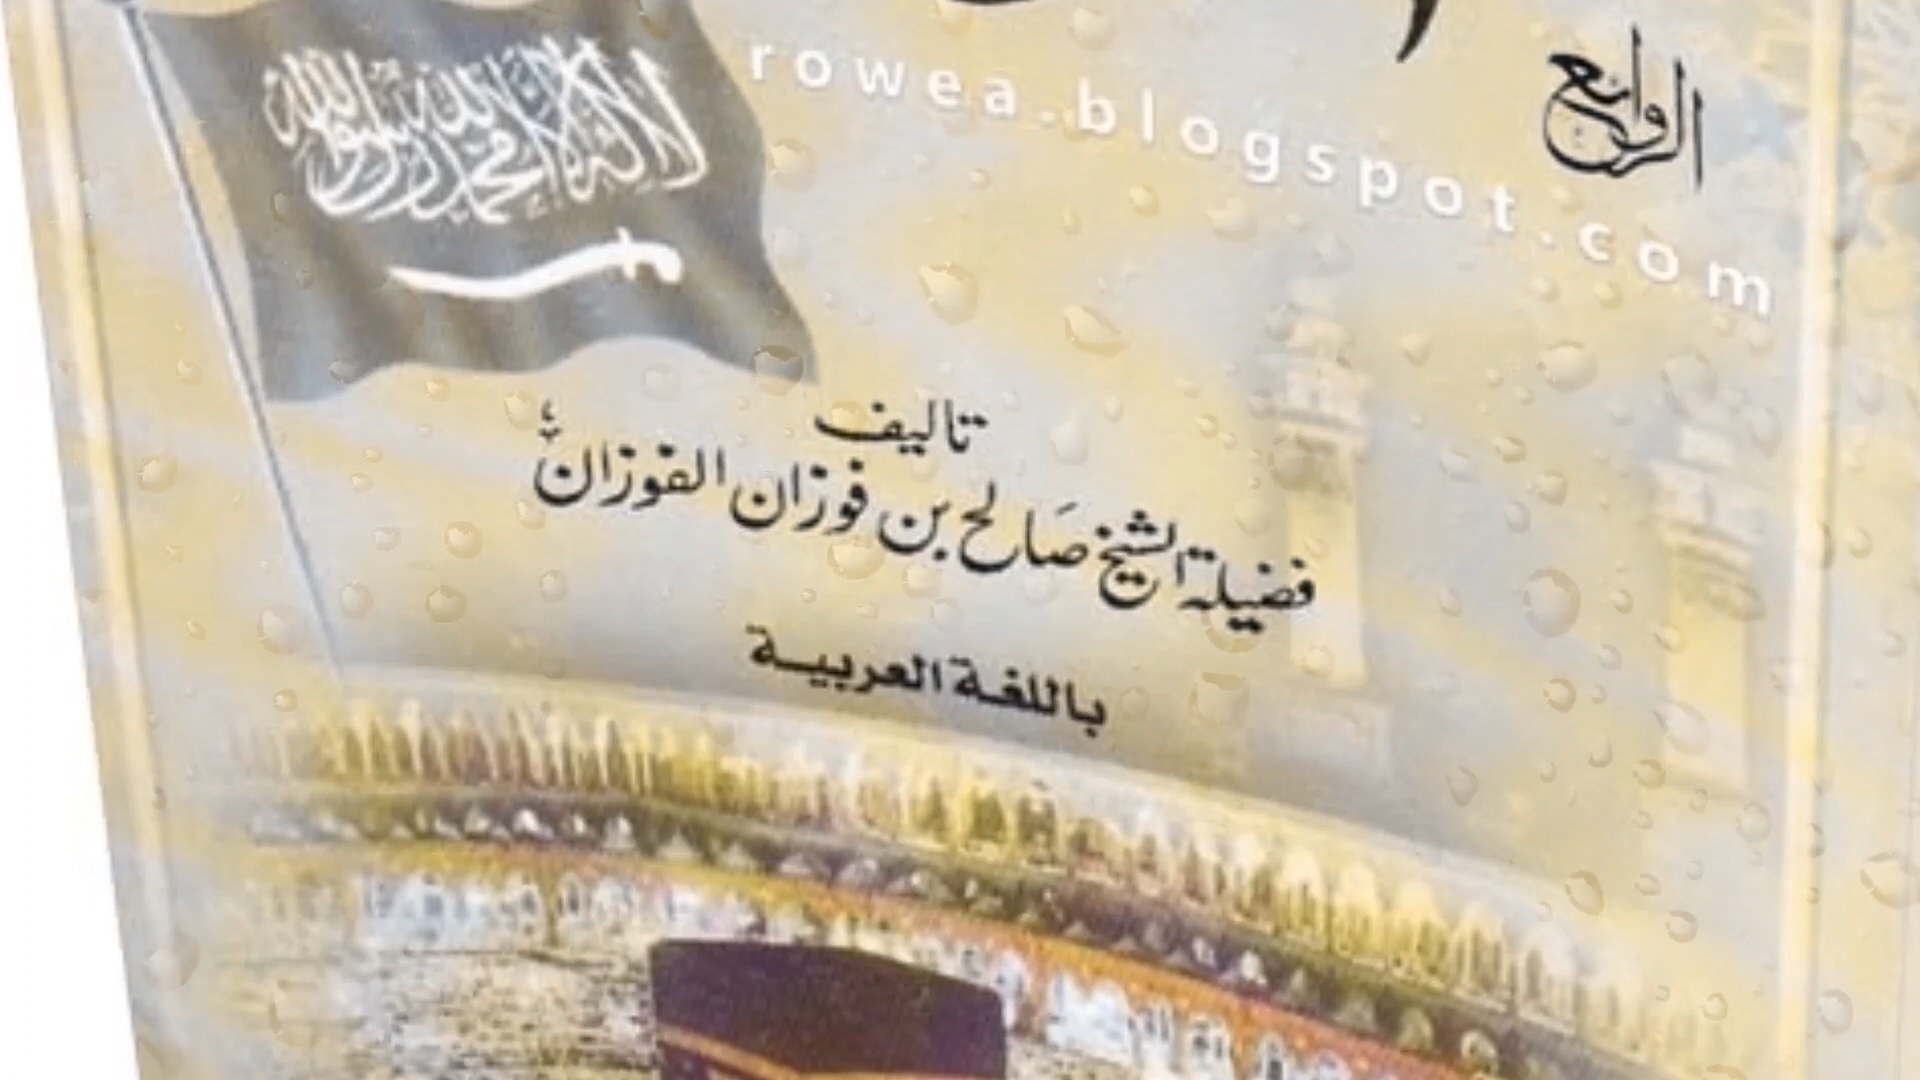 لا إله إلا الله محمد رسول الله
rowea.blogspot.com
الروائع
تأليف
فضيلة الشيخ صالح بن فوزان الفوزان
باللغة العربية